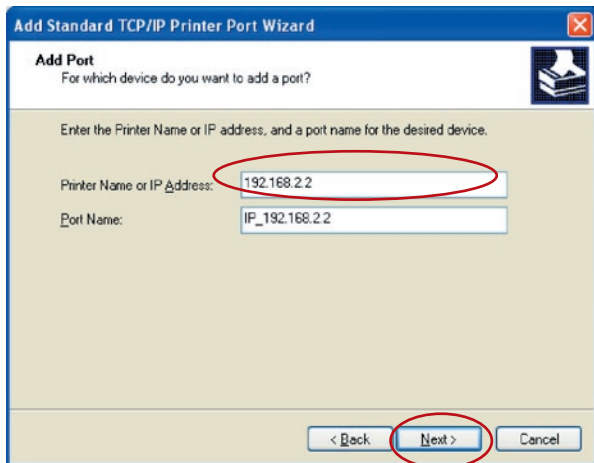 Add Standard TCP/IP Printer Port Wizard
Add Port
For which device do you want to add a port?
Enter the Printer Name or IP address, and a port name for the desired device.
Printer Name or IP Address: 192.168.2.2
Port Name: IP_192.168.2.2
< Back Next > Cancel